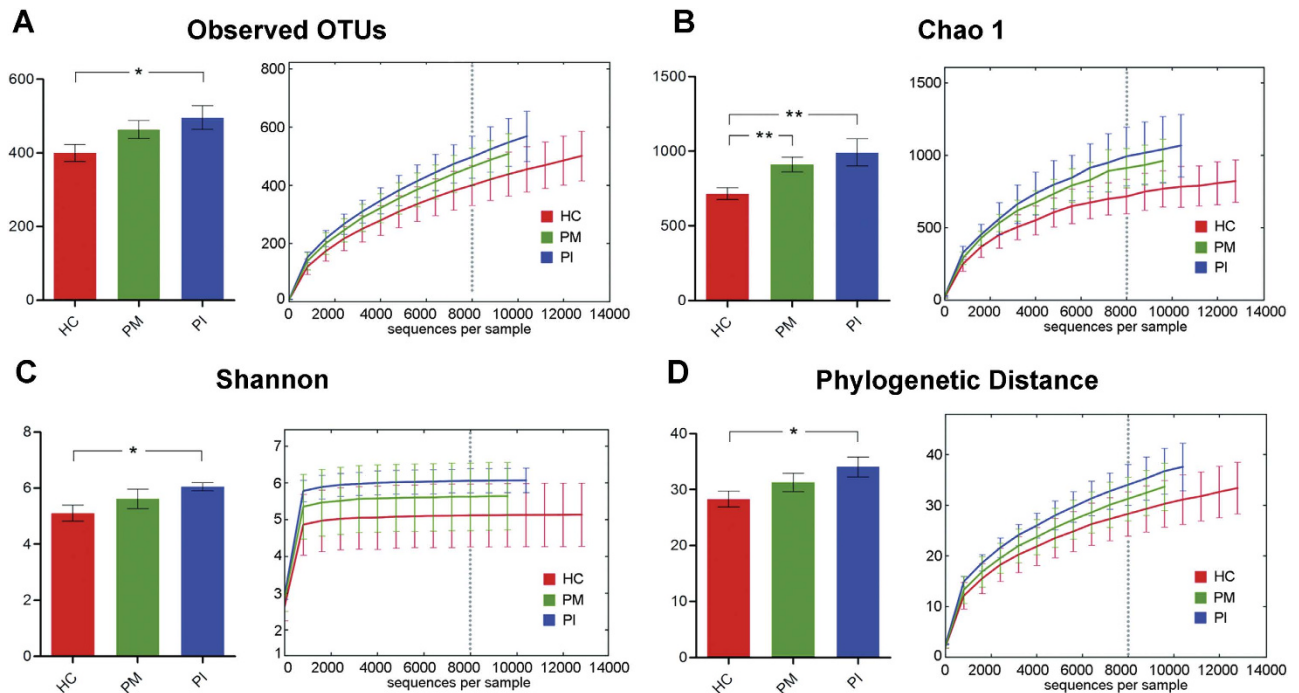 A
Observed OTUs
600
400
200
0
*
HC
PM
PI
800
600
400
200
0
HC
PM
PI
0 2000 4000 6000 8000 10000 12000 14000
sequences per sample
B
Chao 1
1500
1000
500
0
**
**
HC
PM
PI
1500
1000
500
0
HC
PM
PI
0 2000 4000 6000 8000 10000 12000 14000
sequences per sample
C
Shannon
8
6
4
2
0
*
HC
PM
PI
7
6
5
4
3
2
1
HC
PM
PI
0 2000 4000 6000 8000 10000 12000 14000
sequences per sample
D
Phylogenetic Distance
40
30
20
10
0
*
HC
PM
PI
40
30
20
10
0
HC
PM
PI
0 2000 4000 6000 8000 10000 12000 14000
sequences per sample